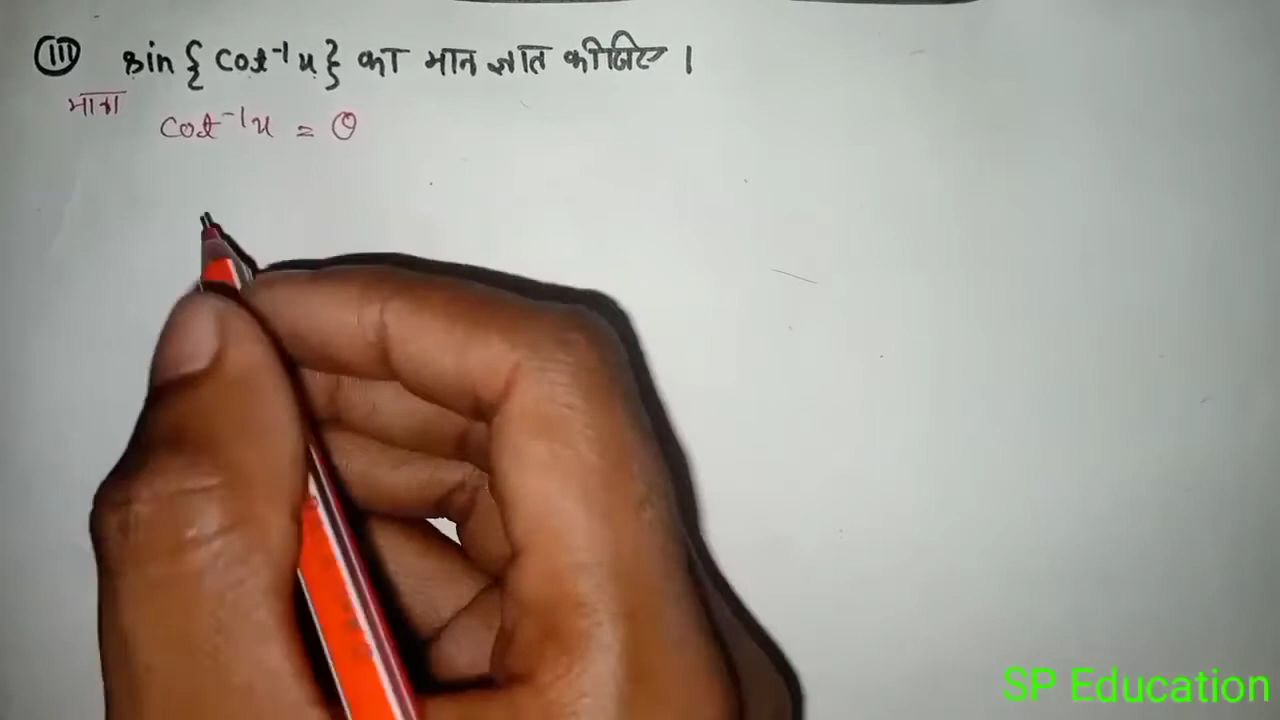 (iii) sin { cot⁻¹x } का मान ज्ञात कीजिए ।
माना cot⁻¹x = θ
SP Education